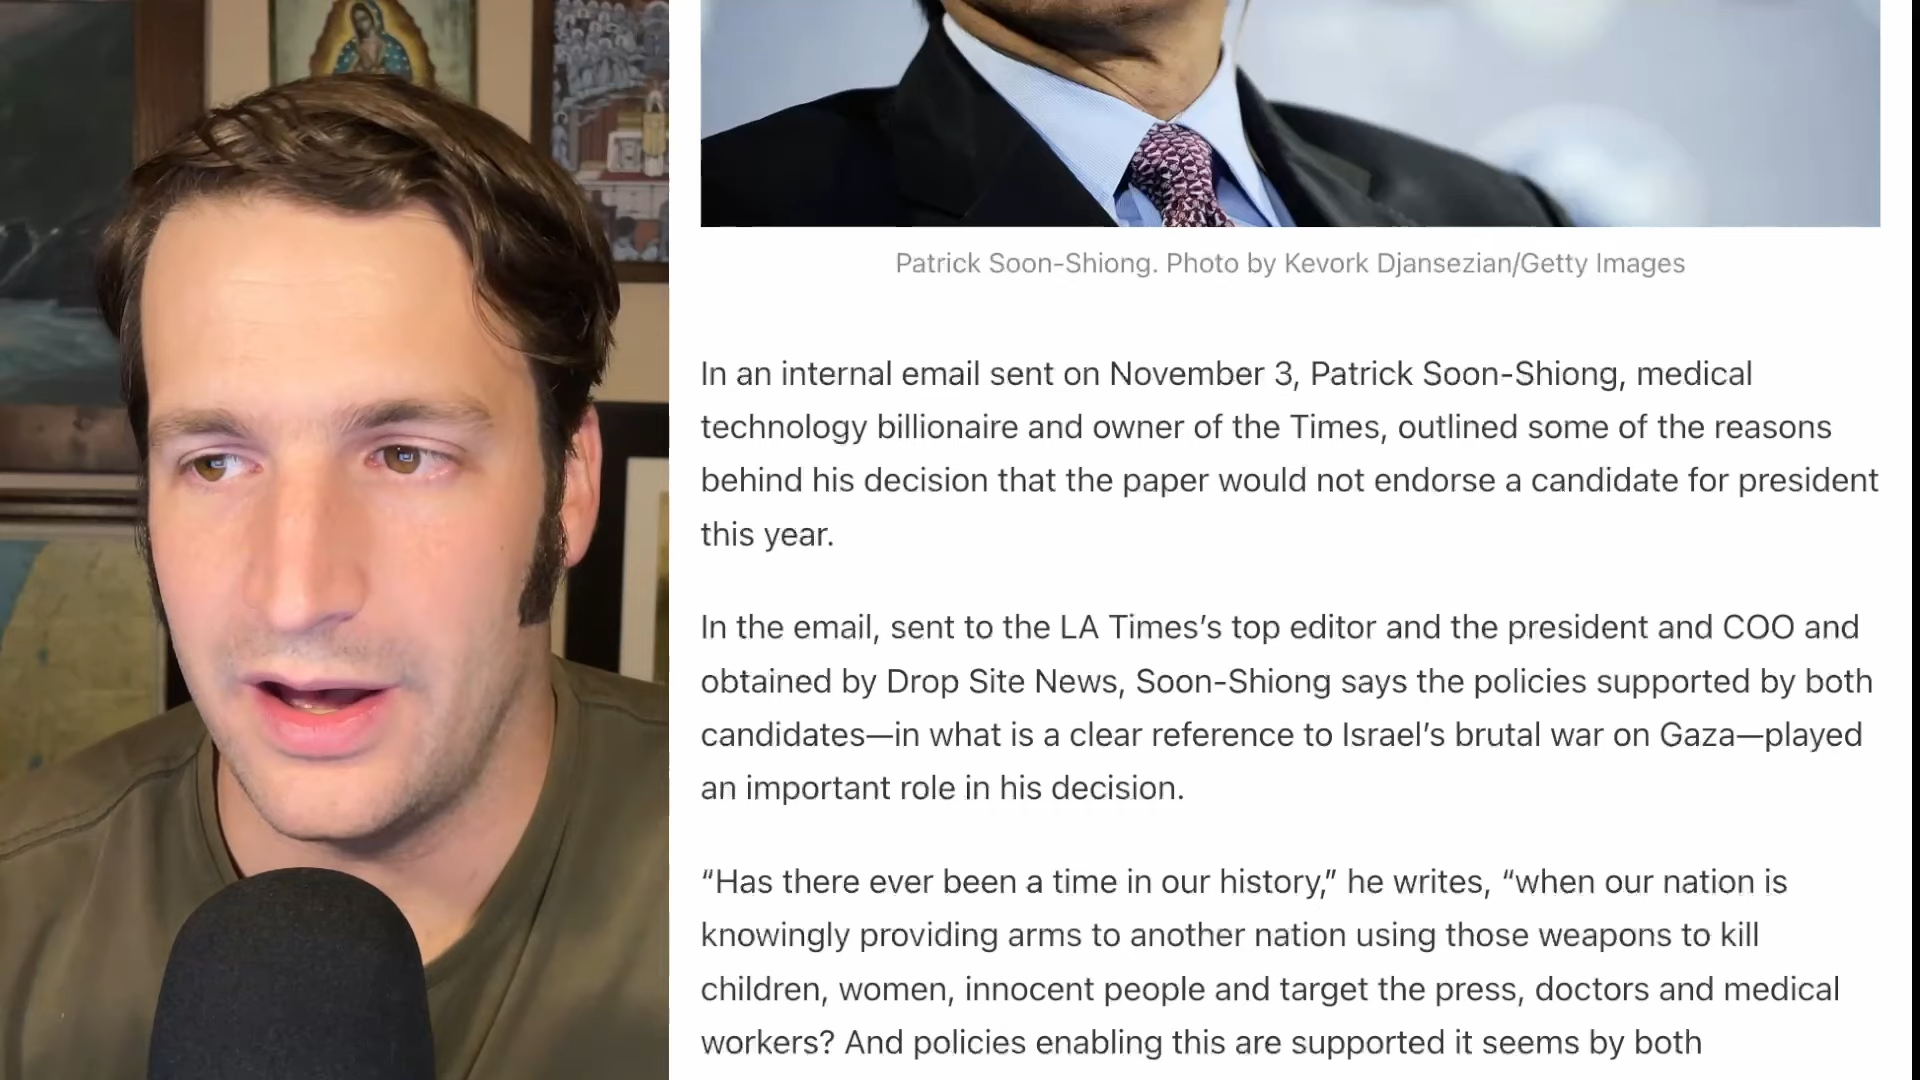 Patrick Soon-Shiong. Photo by Kevork Djansezian/Getty Images
In an internal email sent on November 3, Patrick Soon-Shiong, medical
technology billionaire and owner of the Times, outlined some of the reasons
behind his decision that the paper would not endorse a candidate for president
this year.
In the email, sent to the LA Times’s top editor and the president and COO and
obtained by Drop Site News, Soon-Shiong says the policies supported by both
candidates—in what is a clear reference to Israel’s brutal war on Gaza—played
an important role in his decision.
“Has there ever been a time in our history,” he writes, “when our nation is
knowingly providing arms to another nation using those weapons to kill
children, women, innocent people and target the press, doctors and medical
workers? And policies enabling this are supported it seems by both